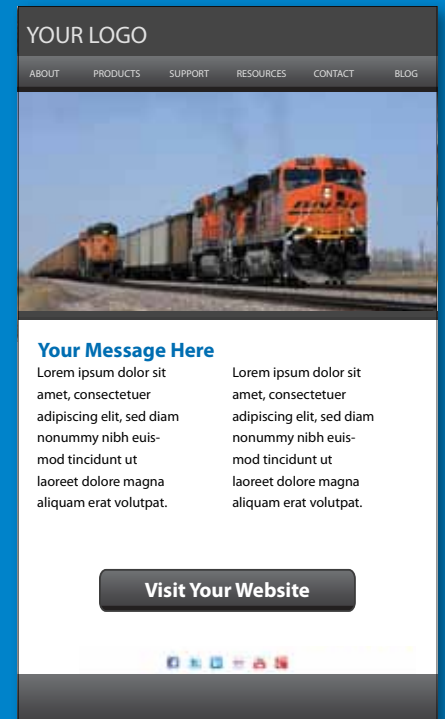 YOUR LOGO
ABOUT PRODUCTS SUPPORT RESOURCES CONTACT BLOG
BNSF
Your Message Here
Lorem ipsum dolor sit
amet, consectetuer
adipiscing elit, sed diam
nonummy nibh euis-
mod tincidunt ut
laoreet dolore magna
aliquam erat volutpat.
Lorem ipsum dolor sit
amet, consectetuer
adipiscing elit, sed diam
nonummy nibh euis-
mod tincidunt ut
laoreet dolore magna
aliquam erat volutpat.
Visit Your Website